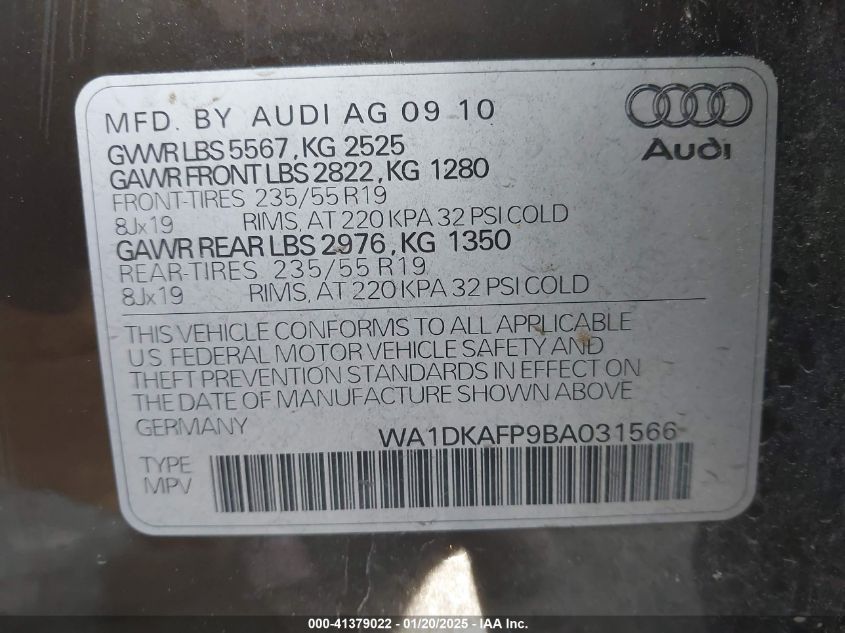 MFD. BY AUDI AG 09 10
GVWR LBS 5567, KG 2525
GAWR FRONT LBS 2822, KG 1280
FRONT-TIRES 235/55 R19
8Jx19 RIMS, AT 220 KPA 32 PSI COLD
GAWR REAR LBS 2976, KG 1350
REAR-TIRES 235/55 R19
8Jx19 RIMS, AT 220 KPA 32 PSI COLD
Audi
THIS VEHICLE CONFORMS TO ALL APPLICABLE
U.S. FEDERAL MOTOR VEHICLE SAFETY AND
THEFT PREVENTION STANDARDS IN EFFECT ON
THE DATE OF MANUFACTURE SHOWN ABOVE
GERMANY WA1DKAFP9BA031566
TYPE
MPV
000-41379022 - 01/20/2025 - IAA Inc.